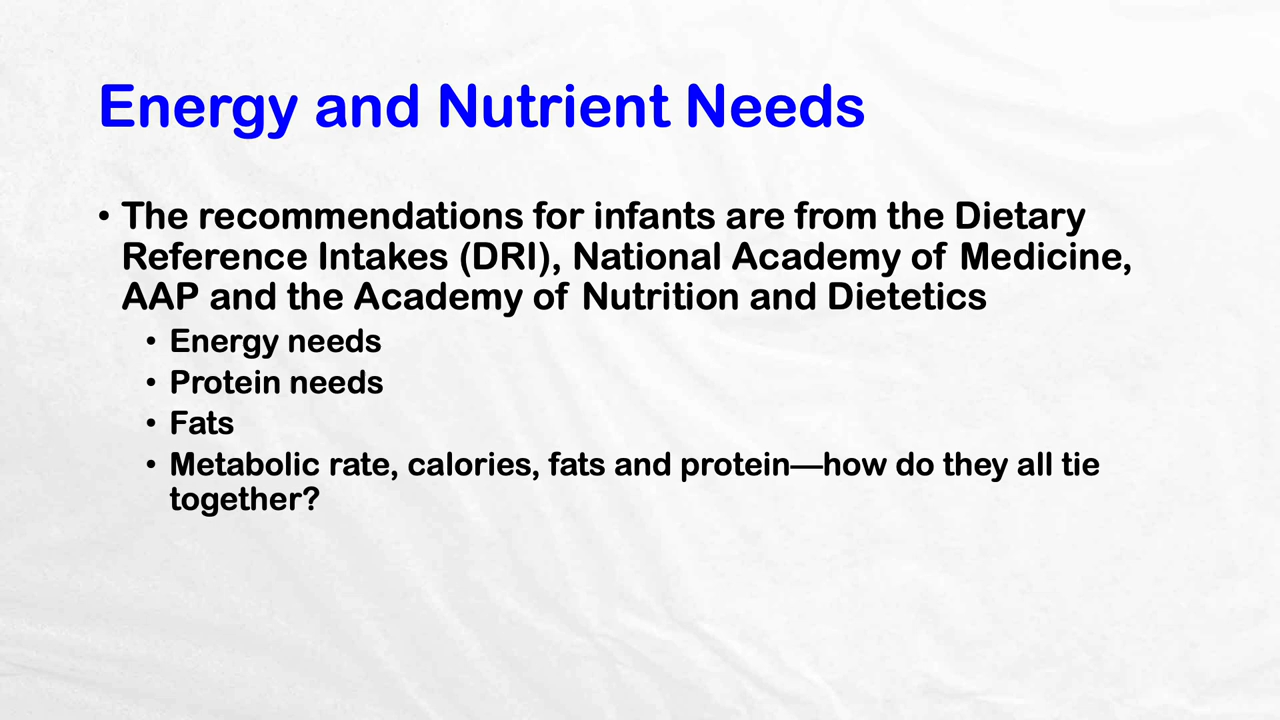 Energy and Nutrient Needs
• The recommendations for infants are from the Dietary
Reference Intakes (DRI), National Academy of Medicine,
AAP and the Academy of Nutrition and Dietetics
• Energy needs
• Protein needs
• Fats
• Metabolic rate, calories, fats and protein—how do they all tie
together?